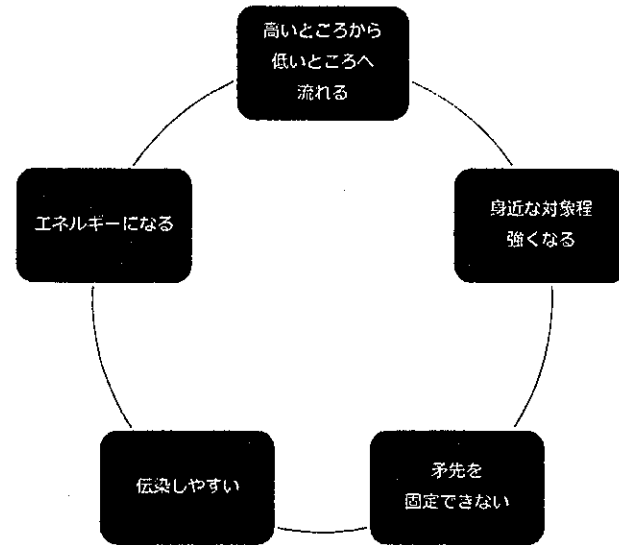 高いところから
低いところへ
流れる
身近な対象程
強くなる
矛先を
固定できない
伝染しやすい
エネルギーになる